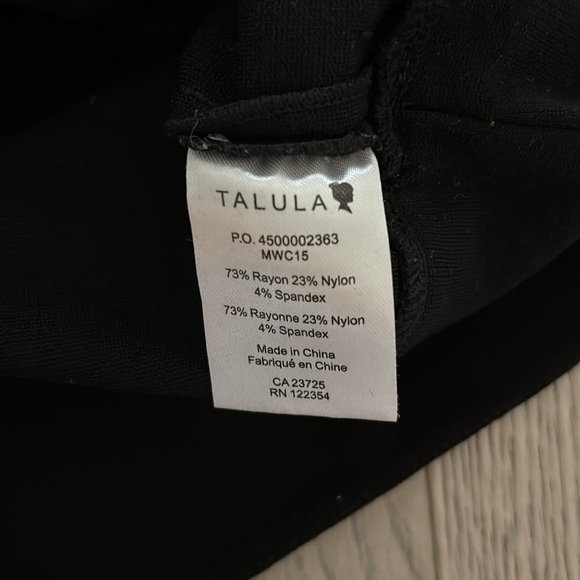 TALULA
P.O. 4500002363
MWC15
73% Rayon 23% Nylon
4% Spandex
73% Rayonne 23% Nylon
4% Spandex
Made in China
Fabriqué en Chine
CA 23725
RN 122354